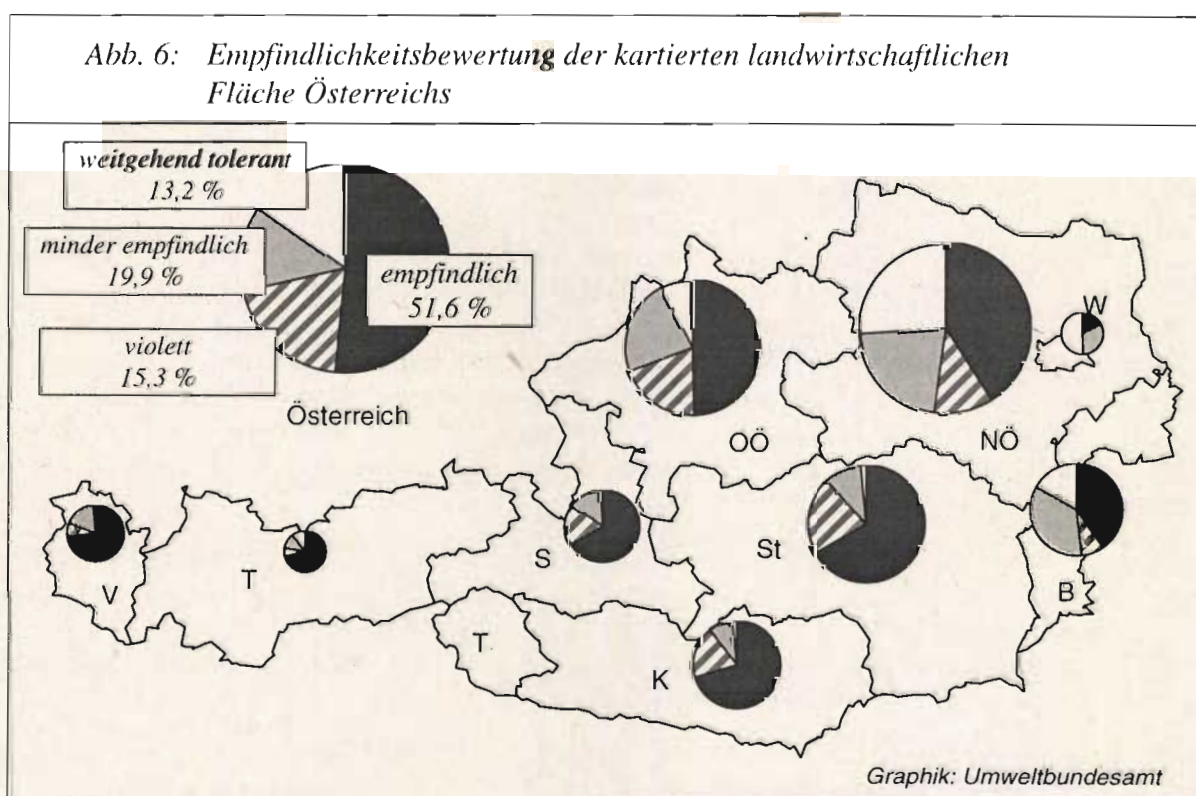 Abb. 6: Empfindlichkeitsbewertung der kartierten landwirtschaftlichen
Fläche Österreichs
weitgehend tolerant
13,2 %
minder empfindlich
19,9 %
empfindlich
51,6 %
violett
15,3 %
Österreich
W
OÖ
NÖ
V
T
S
St
B
T
K
Graphik: Umweltbundesamt